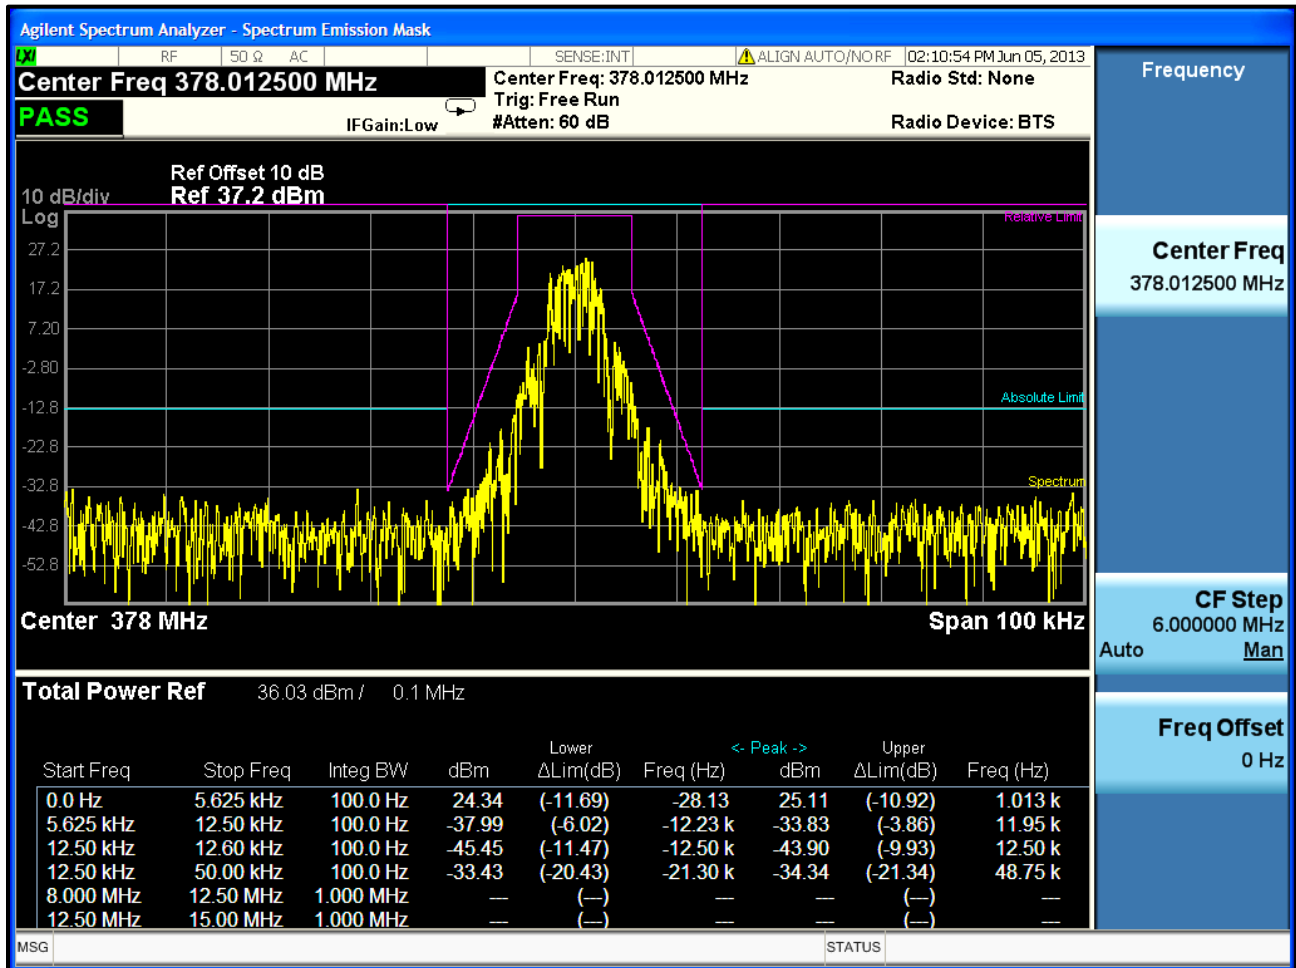 Agilent Spectrum Analyzer - Spectrum Emission Mask
LXI RF 50 Ω AC SENSE:INT ALIGN AUTO/NO RF 02:10:54 PM Jun 05, 2013
Center Freq 378.012500 MHz Center Freq: 378.012500 MHz Radio Std: None
Trig: Free Run
PASS IFGain:Low #Atten: 60 dB Radio Device: BTS
Ref Offset 10 dB
10 dB/div Ref 37.2 dBm
Log
Relative Limit
27.2
17.2
7.20
-2.80
-12.8
Absolute Limit
-22.8
-32.8
Spectrum
-42.8
-52.8
Center 378 MHz Span 100 kHz
Total Power Ref 36.03 dBm / 0.1 MHz
Lower <- Peak -> Upper
Start Freq Stop Freq Integ BW dBm ΔLim(dB) Freq (Hz) dBm ΔLim(dB) Freq (Hz)
0.0 Hz 5.625 kHz 100.0 Hz 24.34 (-11.69) -28.13 25.11 (-10.92) 1.013 k
5.625 kHz 12.50 kHz 100.0 Hz -37.99 (-6.02) -12.23 k -33.83 (-3.86) 11.95 k
12.50 kHz 12.60 kHz 100.0 Hz -45.45 (-11.47) -12.50 k -43.90 (-9.93) 12.50 k
12.50 kHz 50.00 kHz 100.0 Hz -33.43 (-20.43) -21.30 k -34.34 (-21.34) 48.75 k
8.000 MHz 12.50 MHz 1.000 MHz --- (---) --- --- (---) ---
12.50 MHz 15.00 MHz 1.000 MHz --- (---) --- --- (---) ---
MSG STATUS
Frequency
Center Freq
378.012500 MHz
CF Step
6.000000 MHz
Auto Man
Freq Offset
0 Hz